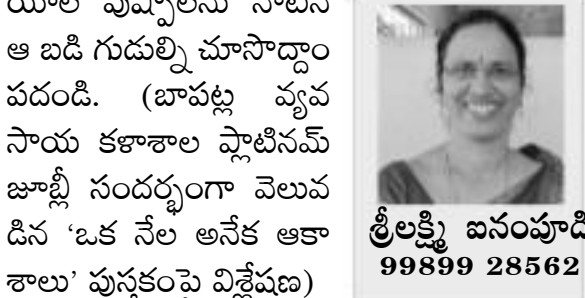 యాల పుష్పాలను నాటిన
ఆ బడి గుడుల్ని చూసొద్దాం
పదండి. (బాపట్ల వ్యవ
సాయ కళాశాల ప్లాటినమ్
జూబ్లీ సందర్భంగా వెలువ
డిన ‘ఒక నేల అనేక ఆకా
శాలు’ పుస్తకంపై విశ్లేషణ)
శ్రీలక్ష్మి ఐనంపూడి
99899 28562